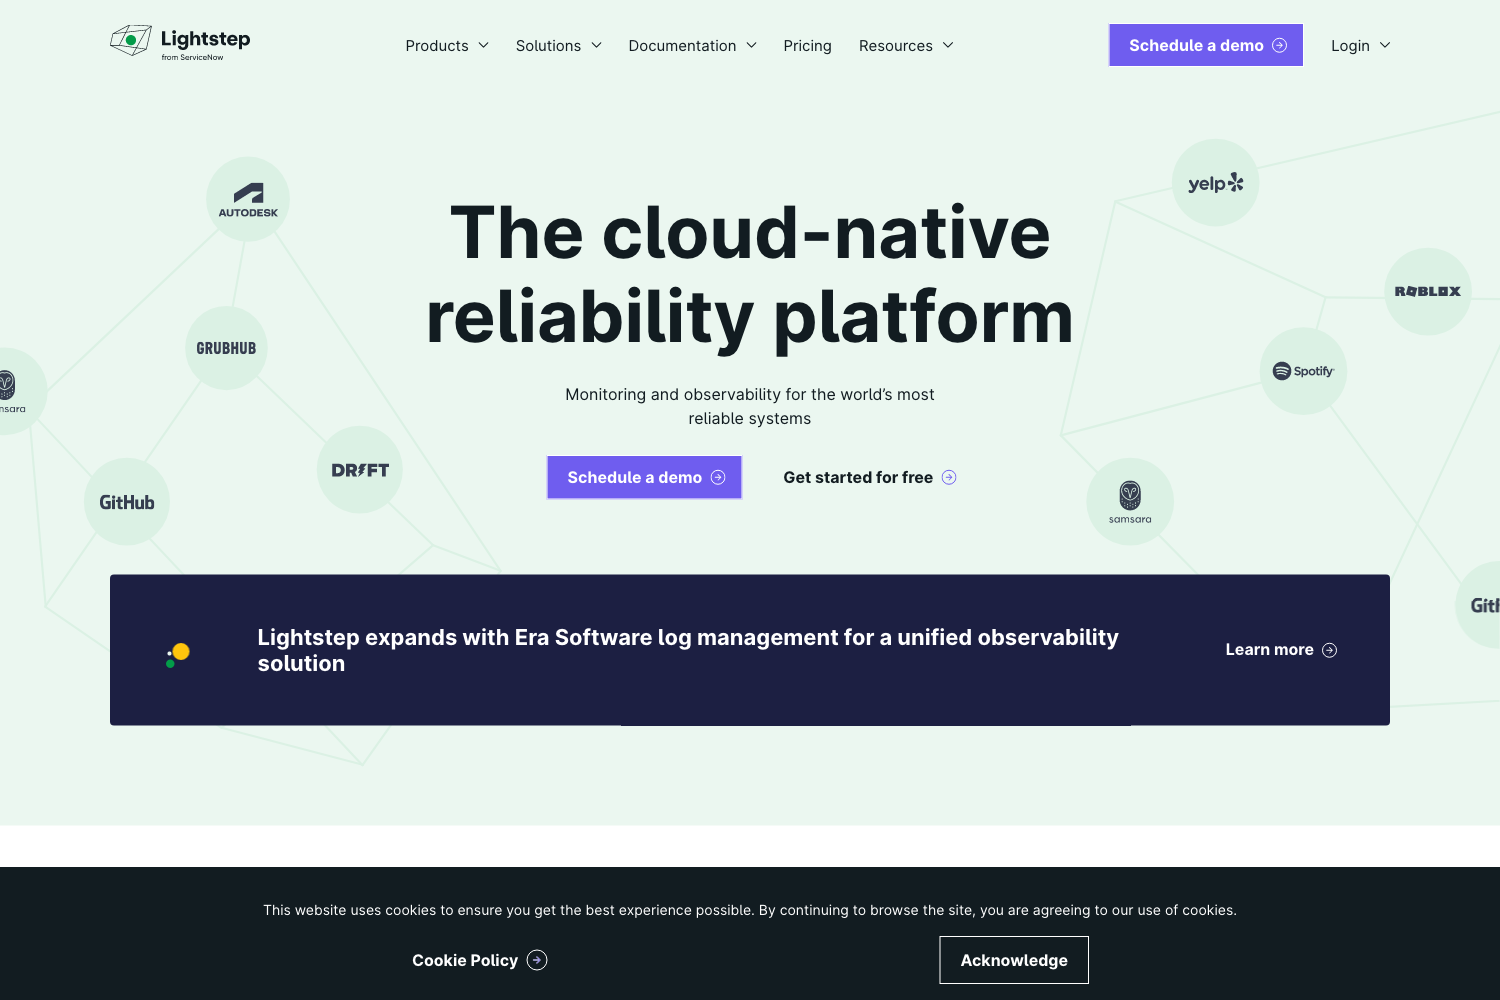 Lightstep
from ServiceNow
Products
Solutions
Documentation
Pricing
Resources
Schedule a demo
Login
AUTODESK
yelp
The cloud-native
reliability platform
ROBLOX
GRUBHUB
Spotify
Monitoring and observability for the world’s most
reliable systems
DRIFT
Schedule a demo
Get started for free
GitHub
samsara
Lightstep expands with Era Software log management for a unified observability
solution
Learn more
This website uses cookies to ensure you get the best experience possible. By continuing to browse the site, you are agreeing to our use of cookies.
Cookie Policy
Acknowledge